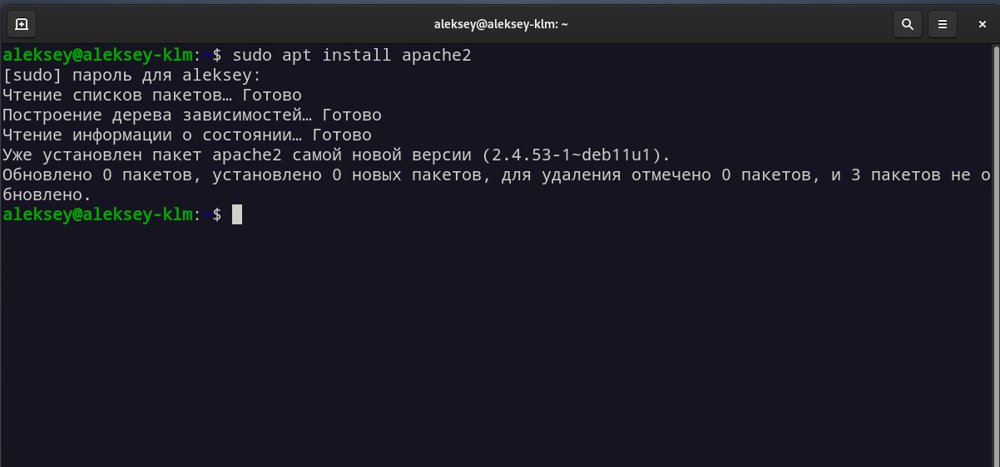 aleksey@aleksey-klm: ~
aleksey@aleksey-klm:~$ sudo apt install apache2
[sudo] пароль для aleksey:
Чтение списков пакетов… Готово
Построение дерева зависимостей… Готово
Чтение информации о состоянии… Готово
Уже установлен пакет apache2 самой новой версии (2.4.53-1~deb11u1).
Обновлено 0 пакетов, установлено 0 новых пакетов, для удаления отмечено 0 пакетов, и 3 пакетов не о
бновлено.
aleksey@aleksey-klm:~$